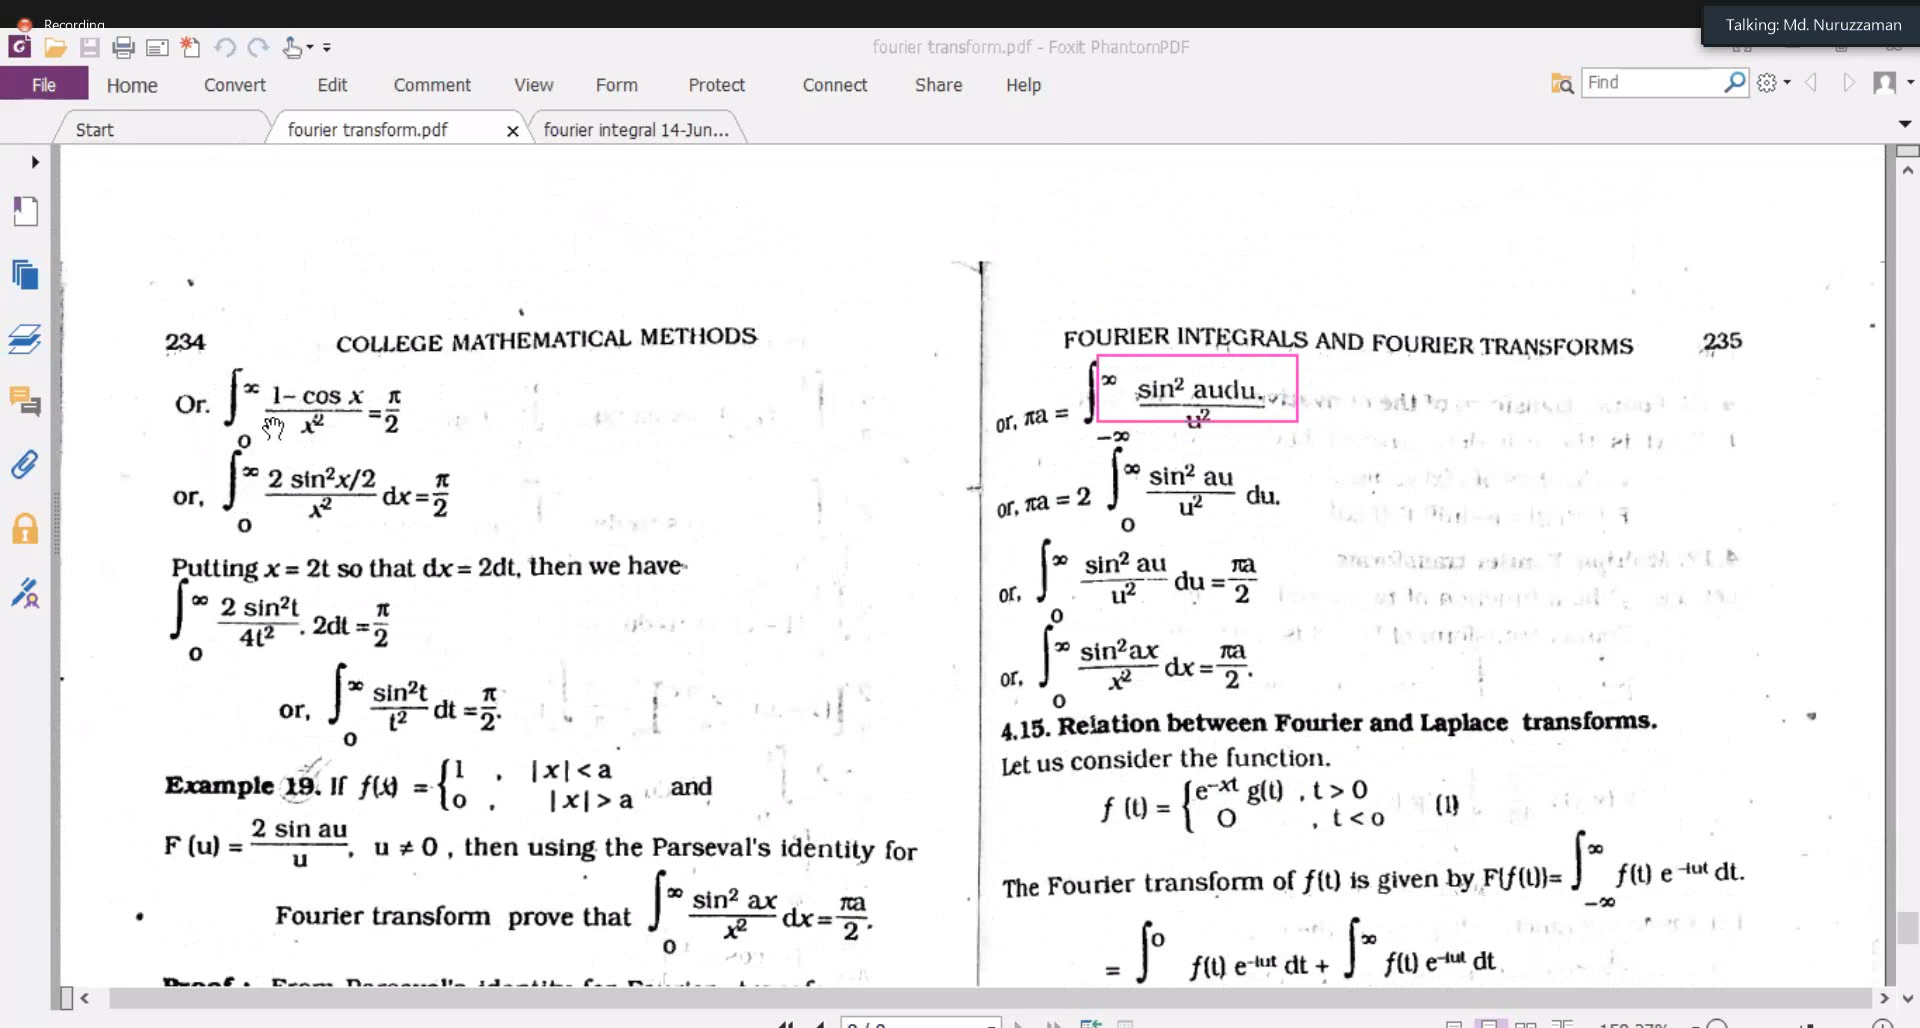 Recording
Talking: Md. Nuruzzaman
fourier transform.pdf - Foxit PhantomPDF
File Home Convert Edit Comment View Form Protect Connect Share Help Find
Start fourier transform.pdf fourier integral 14-Jun...
234 COLLEGE MATHEMATICAL METHODS
Or. ∫₀^∞ (1– cos x)/x² = π/2
or, ∫₀^∞ (2 sin²x/2)/x² dx = π/2
Putting x = 2t so that dx = 2dt, then we have
∫₀^∞ (2 sin²t)/4t² . 2dt = π/2
or, ∫₀^∞ sin²t/t² dt = π/2.
Example 19. If f(x) = {1 , |x| < a
{o , |x| > a and
F (u) = (2 sin au)/u, u ≠ 0 , then using the Parseval's identity for
Fourier transform prove that ∫₀^∞ (sin² ax)/x² dx = πa/2.
FOURIER INTEGRALS AND FOURIER TRANSFORMS 235
or, πa = ∫₋∞^∞ (sin² audu.)/u²
or, πa = 2 ∫₀^∞ (sin² au)/u² du.
or, ∫₀^∞ (sin² au)/u² du = πa/2
or, ∫₀^∞ (sin²ax)/x² dx = πa/2.
4.15. Relation between Fourier and Laplace transforms.
Let us consider the function.
f (t) = {e^–xt g(t) , t > 0
{O , t < o (1)
The Fourier transform of f(t) is given by F{f(t)}= ∫₋∞^∞ f(t) e^–iut dt.
= ∫^0 f(t) e^–iut dt + ∫^∞ f(t) e^–iut dt